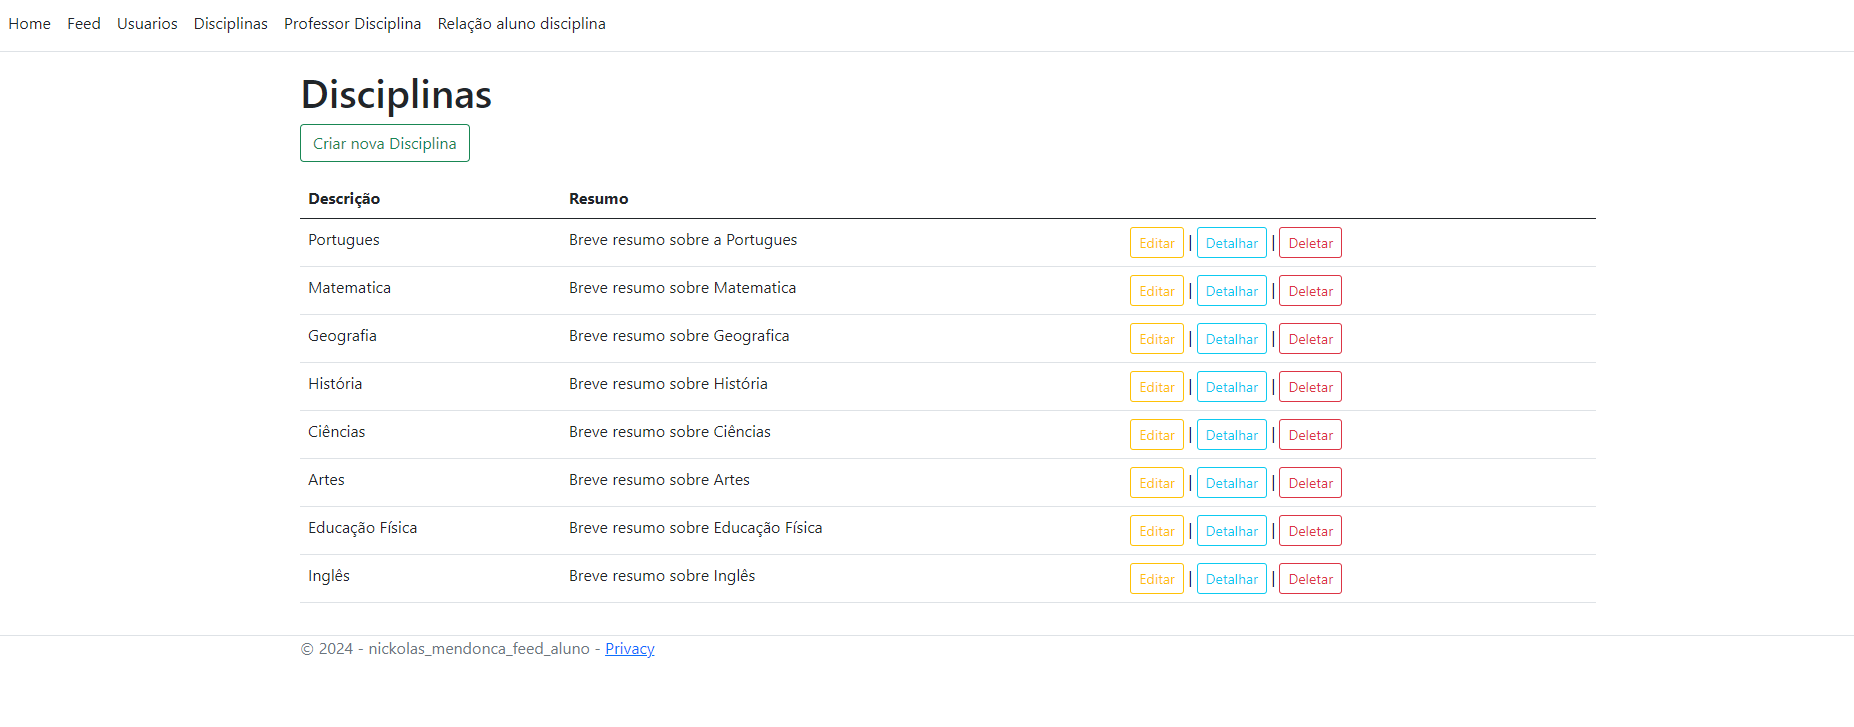 Home Feed Usuarios Disciplinas Professor Disciplina Relação aluno disciplina
Disciplinas
Criar nova Disciplina
Descrição Resumo
Portugues Breve resumo sobre a Portugues Editar | Detalhar | Deletar
Matematica Breve resumo sobre Matematica Editar | Detalhar | Deletar
Geografia Breve resumo sobre Geografica Editar | Detalhar | Deletar
História Breve resumo sobre História Editar | Detalhar | Deletar
Ciências Breve resumo sobre Ciências Editar | Detalhar | Deletar
Artes Breve resumo sobre Artes Editar | Detalhar | Deletar
Educação Física Breve resumo sobre Educação Física Editar | Detalhar | Deletar
Inglês Breve resumo sobre Inglês Editar | Detalhar | Deletar
© 2024 - nickolas_mendonca_feed_aluno - Privacy